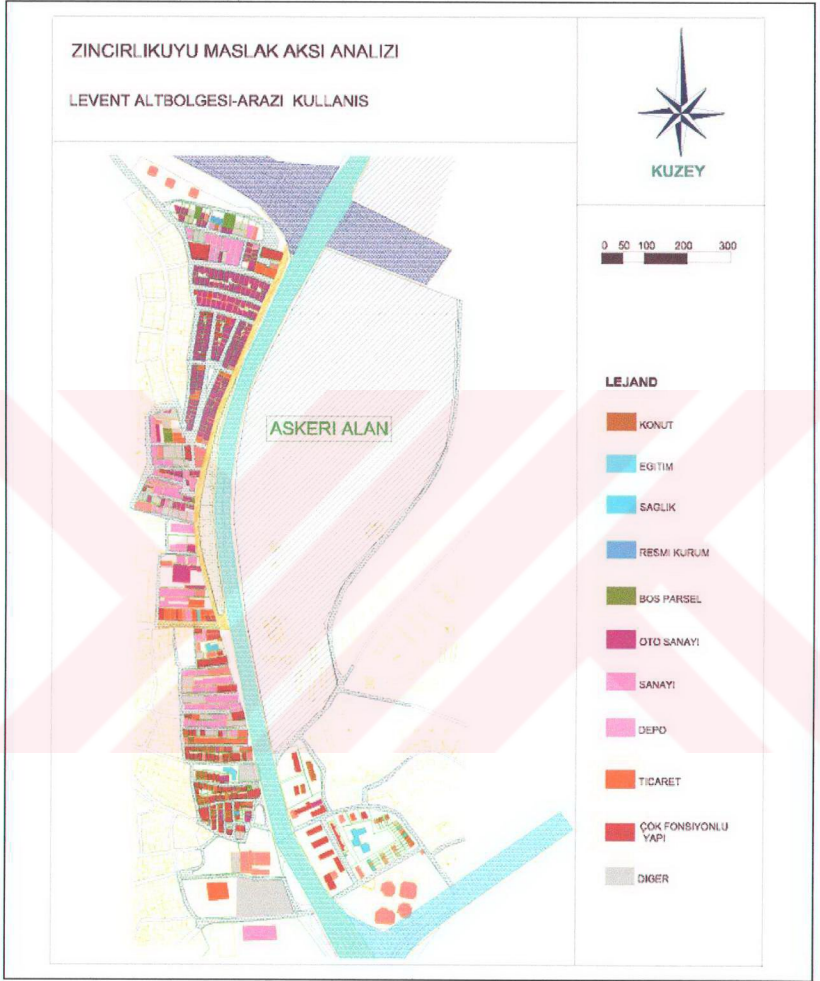 ZINCIRLIKUYU MASLAK AKSI ANALIZI
LEVENT ALTBOLGESI-ARAZI KULLANIS
KUZEY
0 50 100 200 300
ASKERI ALAN
LEJAND
KONUT
EGITIM
SAGLIK
RESMI KURUM
BOS PARSEL
OTO SANAYI
SANAYI
DEPO
TICARET
ÇOK FONSIYONLU
YAPI
DIGER